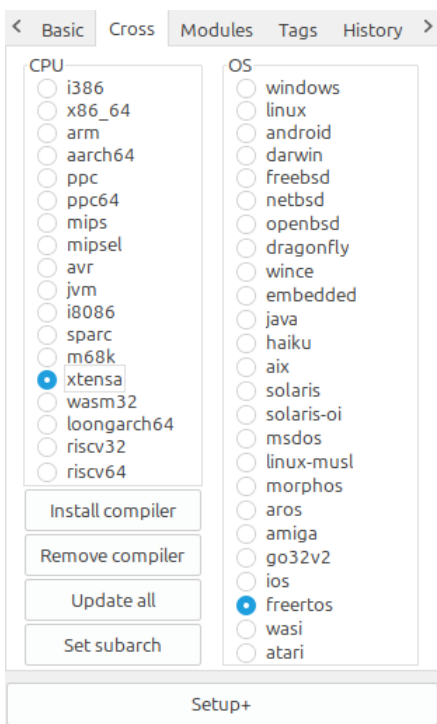 < Basic Cross Modules Tags History >
CPU
i386
x86_64
arm
aarch64
ppc
ppc64
mips
mipsel
avr
jvm
i8086
sparc
m68k
xtensa
wasm32
loongarch64
riscv32
riscv64
Install compiler
Remove compiler
Update all
Set subarch
OS
windows
linux
android
darwin
freebsd
netbsd
openbsd
dragonfly
wince
embedded
java
haiku
aix
solaris
solaris-oi
msdos
linux-musl
morphos
aros
amiga
go32v2
ios
freertos
wasi
atari
Setup+